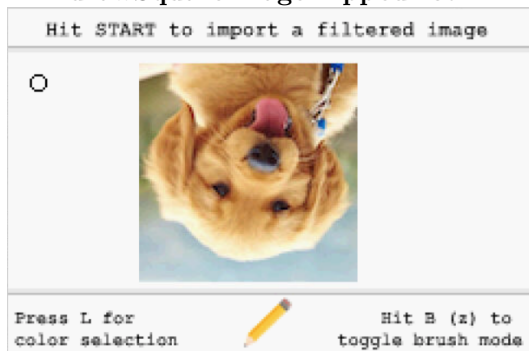 Hit START to import a filtered image
Press L for
color selection
Hit B (z) to
toggle brush mode